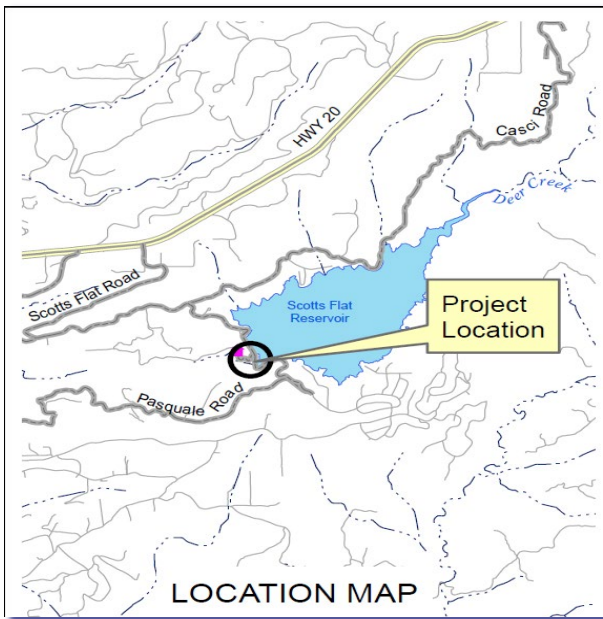 HWY 20
Casci Road
Deer Creek
Scotts Flat Road
Scotts Flat
Reservoir
Project
Location
Pasquale Road
LOCATION MAP